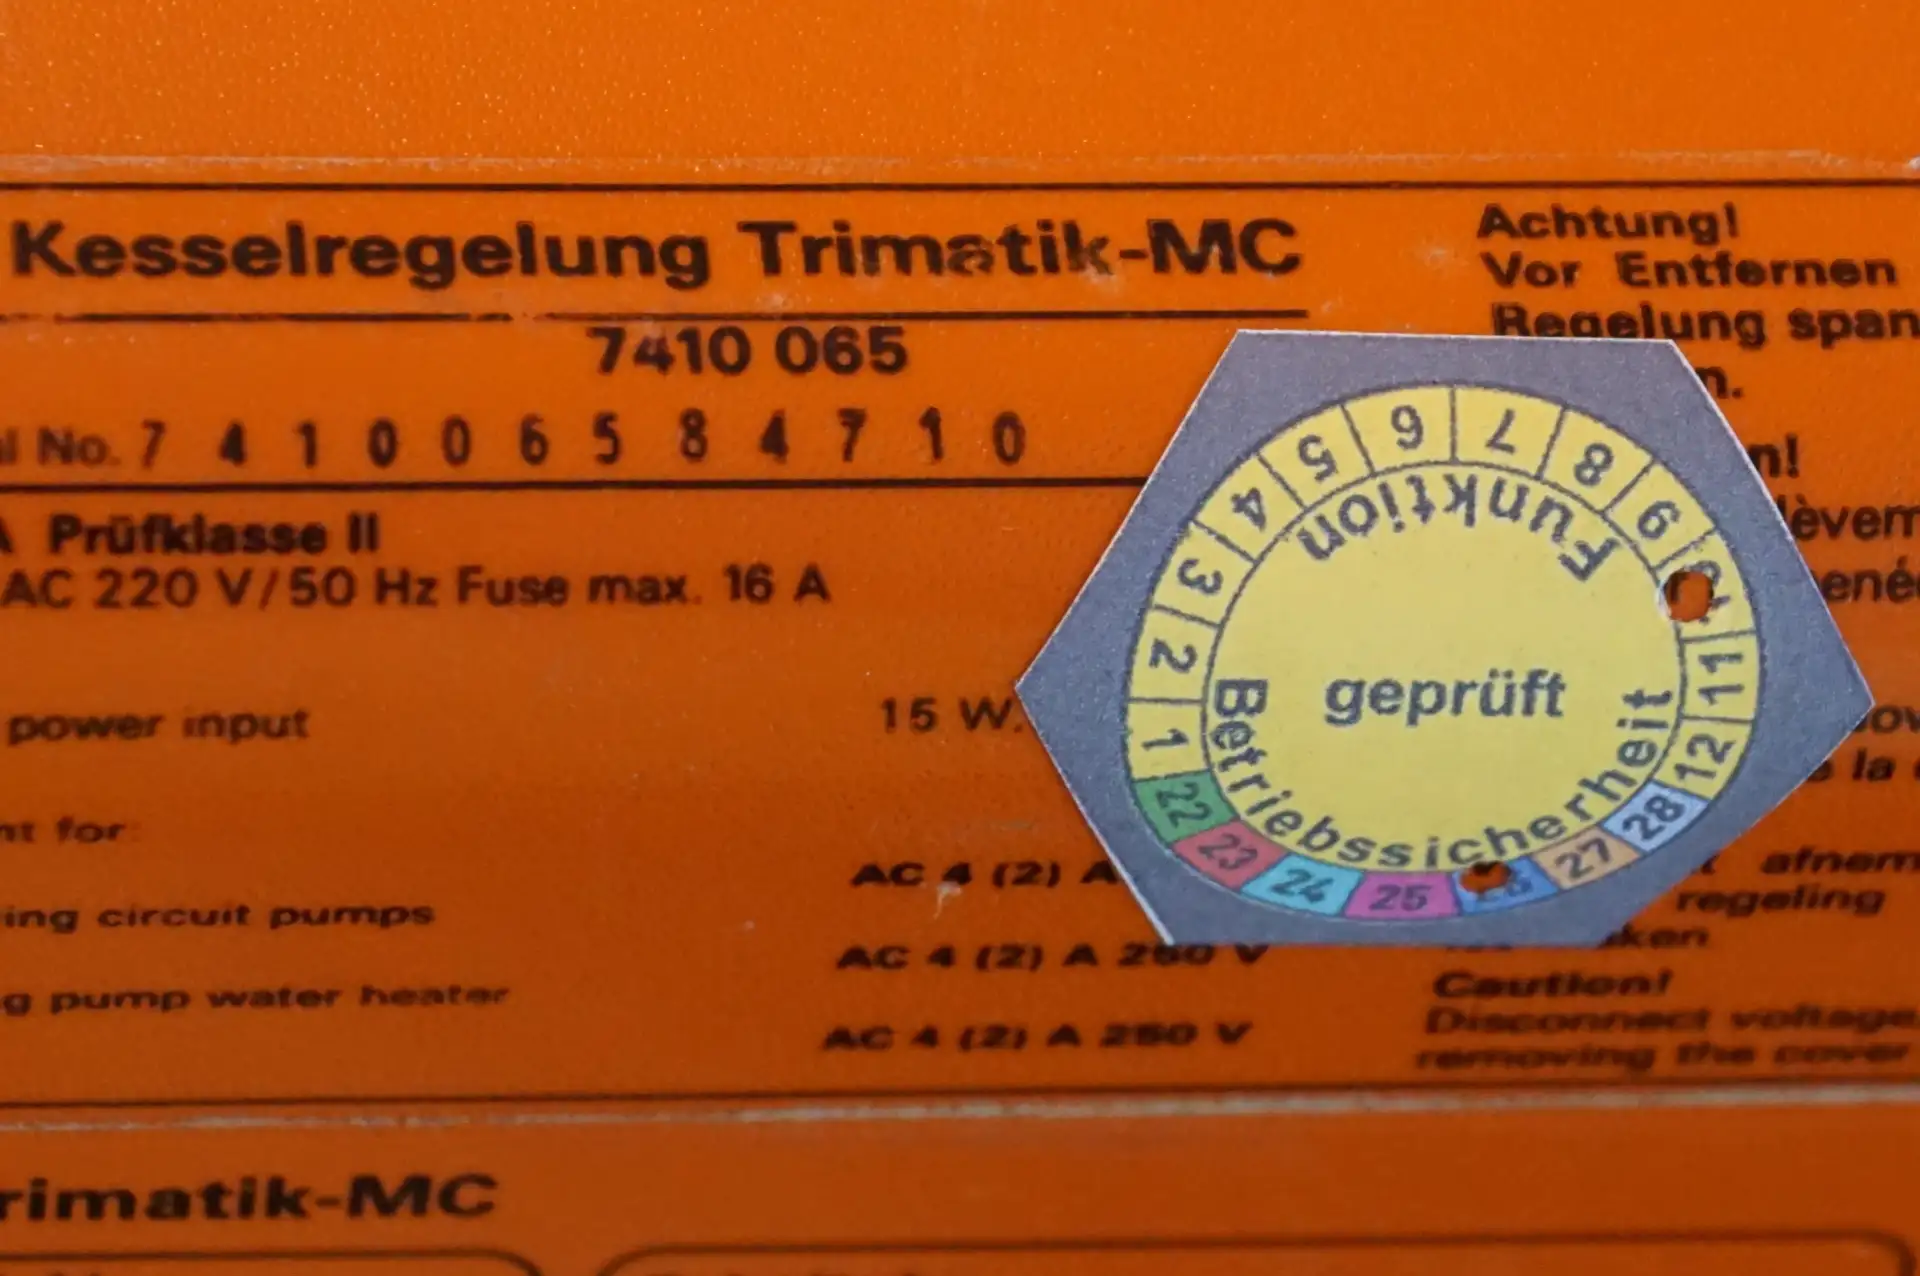 Kesselregelung Trimatik-MC
7410 065
No. 7 4 1 0 0 6 5 8 4 7 1 0
Prüfklasse II
AC 220 V/50 Hz Fuse max. 16 A
power input 15 W.
for:
circuit pumps AC 4 (2) A
pump water heater AC 4 (2) A 250 V
AC 4 (2) A 250 V
Achtung!
Vor Entfernen
Regelung span
n.
n!
afnem
regeling
Caution!
Disconnect voltage
removing the cover
1 2 3 4 5 6 7 8 9 11 12
Funktion
geprüft
Betriebssicherheit
22 23 24 25 27 28
rimatik-MC